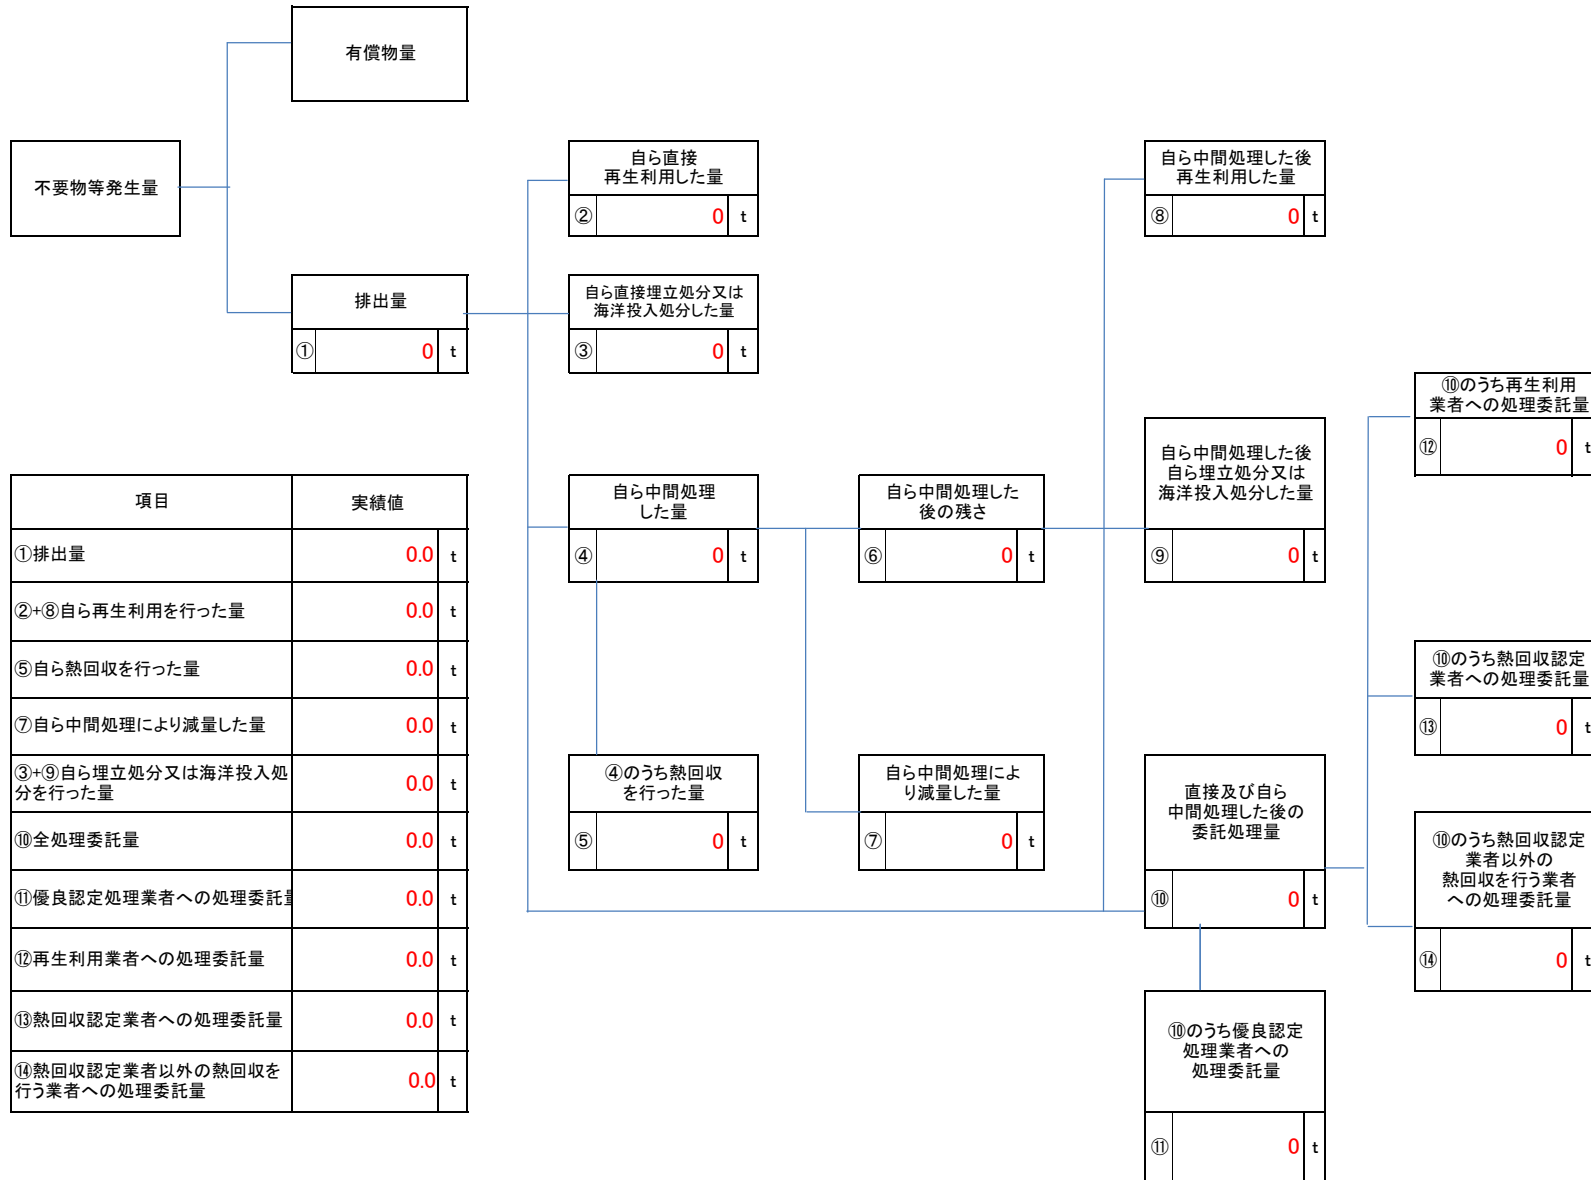 有償物量
不要物等発生量
排出量
① 0 t
自ら直接
再生利用した量
② 0 t
自ら直接埋立処分又は
海洋投入処分した量
③ 0 t
自ら中間処理
した量
④ 0 t
④のうち熱回収
を行った量
⑤ 0 t
自ら中間処理した
後の残さ
⑥ 0 t
自ら中間処理によ
り減量した量
⑦ 0 t
自ら中間処理した後
再生利用した量
⑧ 0 t
自ら中間処理した後
自ら埋立処分又は
海洋投入処分した量
⑨ 0 t
直接及び自ら
中間処理した後の
委託処理量
⑩ 0 t
⑩のうち優良認定
処理業者への
処理委託量
⑪ 0 t
⑩のうち再生利用
業者への処理委託量
⑫ 0 t
⑩のうち熱回収認定
業者への処理委託量
⑬ 0 t
⑩のうち熱回収認定
業者以外の
熱回収を行う業者
への処理委託量
⑭ 0 t
項目 実績値
①排出量 0.0 t
②+⑧自ら再生利用を行った量 0.0 t
⑤自ら熱回収を行った量 0.0 t
⑦自ら中間処理により減量した量 0.0 t
③+⑨自ら埋立処分又は海洋投入処
分を行った量 0.0 t
⑩全処理委託量 0.0 t
⑪優良認定処理業者への処理委託量 0.0 t
⑫再生利用業者への処理委託量 0.0 t
⑬熱回収認定業者への処理委託量 0.0 t
⑭熱回収認定業者以外の熱回収を
行う業者への処理委託量 0.0 t